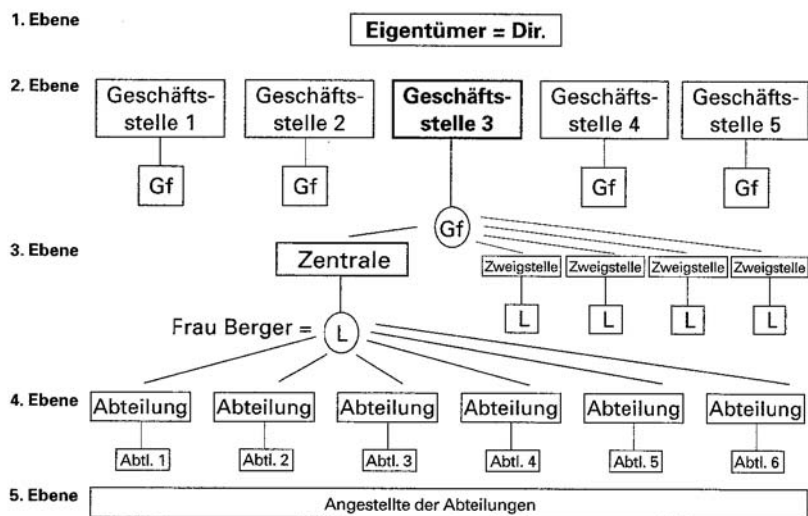 1. Ebene
Eigentümer = Dir.
2. Ebene
Geschäfts-
stelle 1
Geschäfts-
stelle 2
Geschäfts-
stelle 3
Geschäfts-
stelle 4
Geschäfts-
stelle 5
Gf
Gf
Gf
Gf
Gf
3. Ebene
Zentrale
Zweigstelle
Zweigstelle
Zweigstelle
Zweigstelle
L
L
L
L
Frau Berger = L
4. Ebene
Abteilung
Abteilung
Abteilung
Abteilung
Abteilung
Abteilung
Abtl. 1
Abtl. 2
Abtl. 3
Abtl. 4
Abtl. 5
Abtl. 6
5. Ebene
Angestellte der Abteilungen